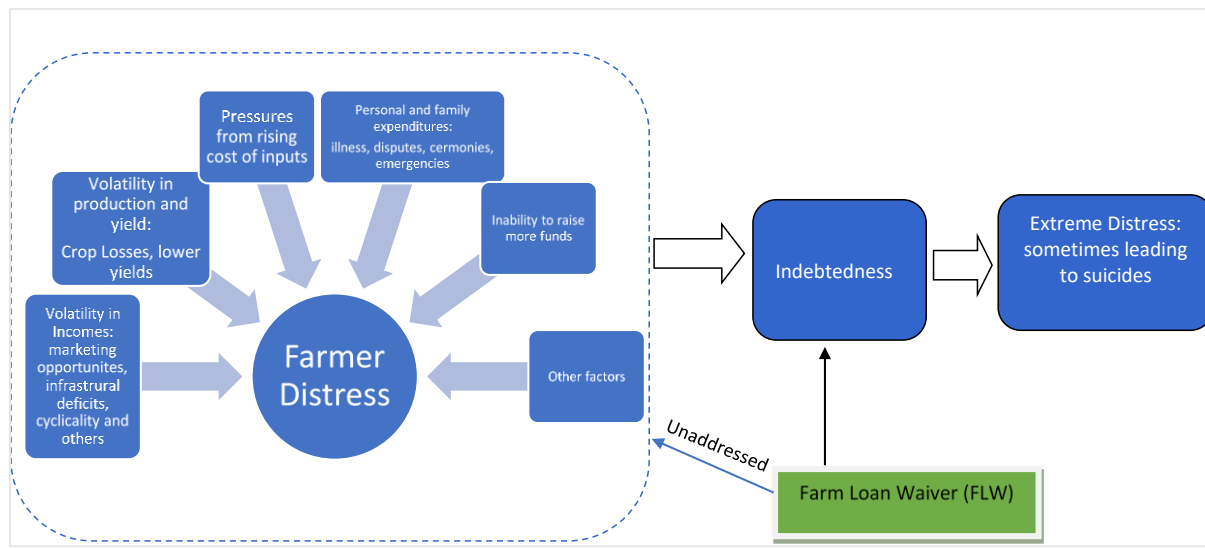 Pressures
from rising
cost of inputs
Personal and family
expenditures:
illness, disputes, cermonies,
emergencies
Volatility in
production and
yield:
Crop Losses, lower
yields
Inability to raise
more funds
Volatility in
Incomes:
marketing
opportunites,
infrastrural
deficits,
cyclicality and
others
Farmer
Distress
Other factors
Indebtedness
Extreme Distress:
sometimes leading
to suicides
Unaddressed
Farm Loan Waiver (FLW)